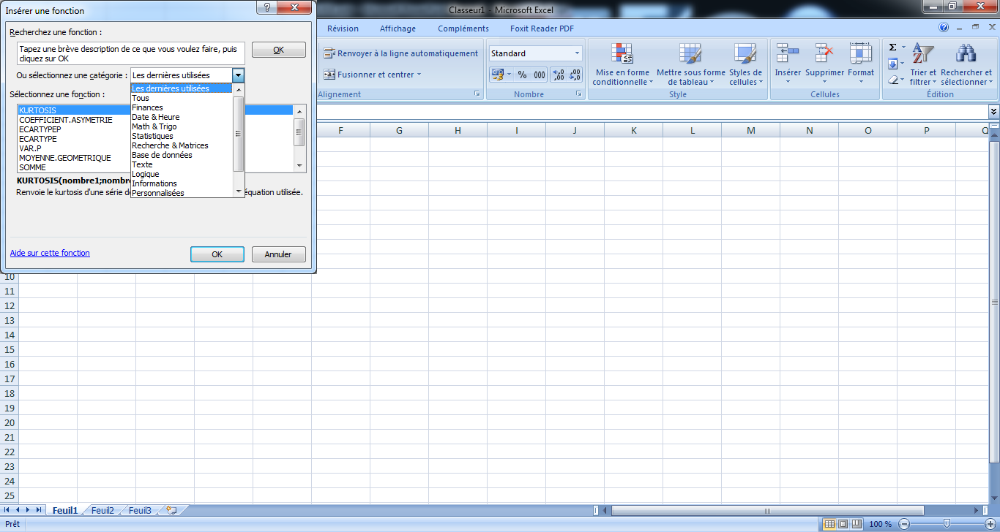 Insérer une fonction
Classeur1 - Microsoft Excel
Recherchez une fonction :
Tapez une brève description de ce que vous voulez faire, puis
cliquez sur OK
OK
Ou sélectionnez une catégorie : Les dernières utilisées
Les dernières utilisées
Tous
Finances
Date & Heure
Math & Trigo
Statistiques
Recherche & Matrices
Base de données
Texte
Logique
Informations
Personnalisées
Sélectionnez une fonction :
KURTOSIS
COEFFICIENT.ASYMETRIE
ECARTYPEP
ECARTYPE
VAR.P
MOYENNE.GEOMETRIQUE
SOMME
KURTOSIS(nombre1;nombre
Renvoie le kurtosis d'une série de
équation utilisée.
Aide sur cette fonction
OK
Annuler
Révision Affichage Compléments Foxit Reader PDF
Renvoyer à la ligne automatiquement
Fusionner et centrer
Alignement
Standard
% 000 ,00 ,00
Nombre
Mise en forme
conditionnelle
Mettre sous forme
de tableau
Styles de
cellules
Style
Insérer Supprimer Format
Cellules
Σ
Trier et
filtrer
Rechercher et
sélectionner
Édition
F G H I J K L M N O P Q
10
11
12
13
14
15
16
17
18
19
20
21
22
23
24
25
Feuil1 Feuil2 Feuil3
Prêt
100 %